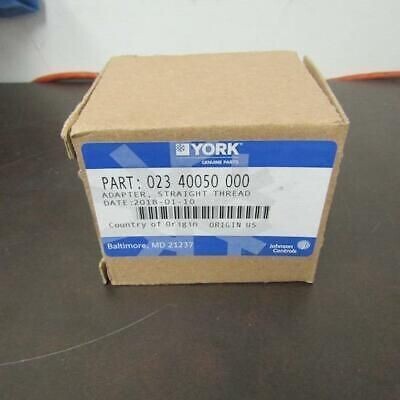 YORK
GENUINE PARTS
PART: 023 40050 000
ADAPTER, STRAIGHT THREAD
DATE:2018-01-10
Country of Origin ORIGIN US
Baltimore, MD 21237
Johnson
Controls